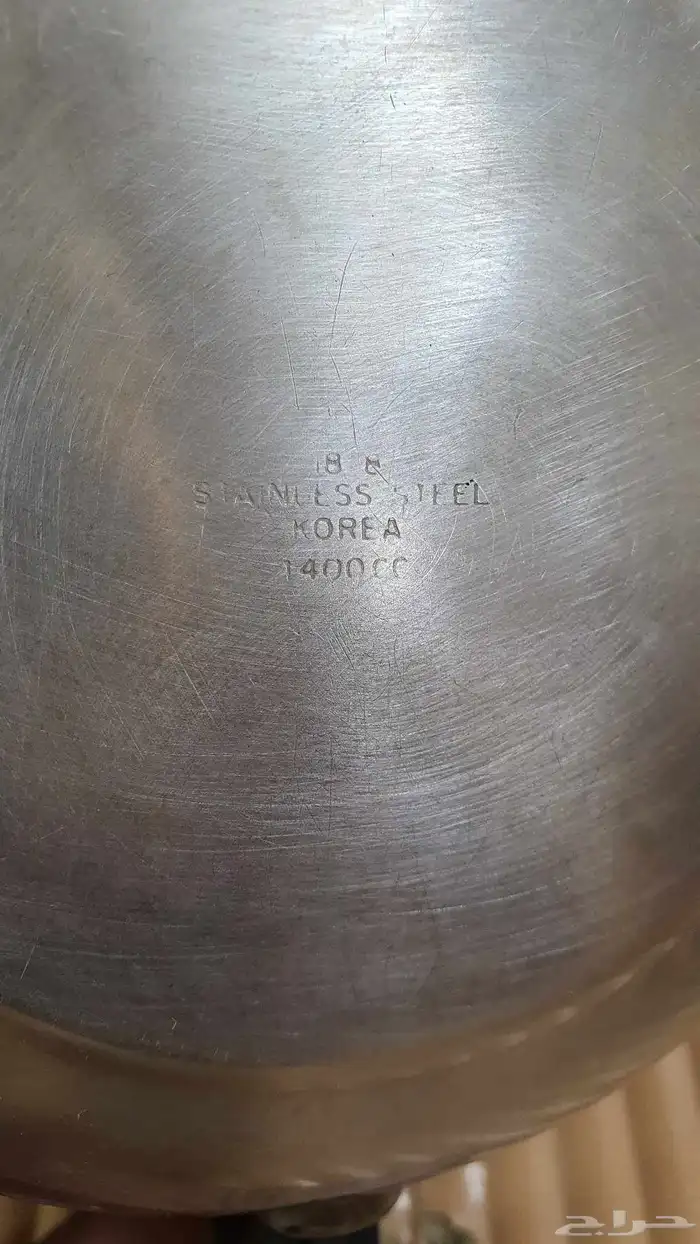 18 8
STAINLESS STEEL
KOREA
1400CC
حراج